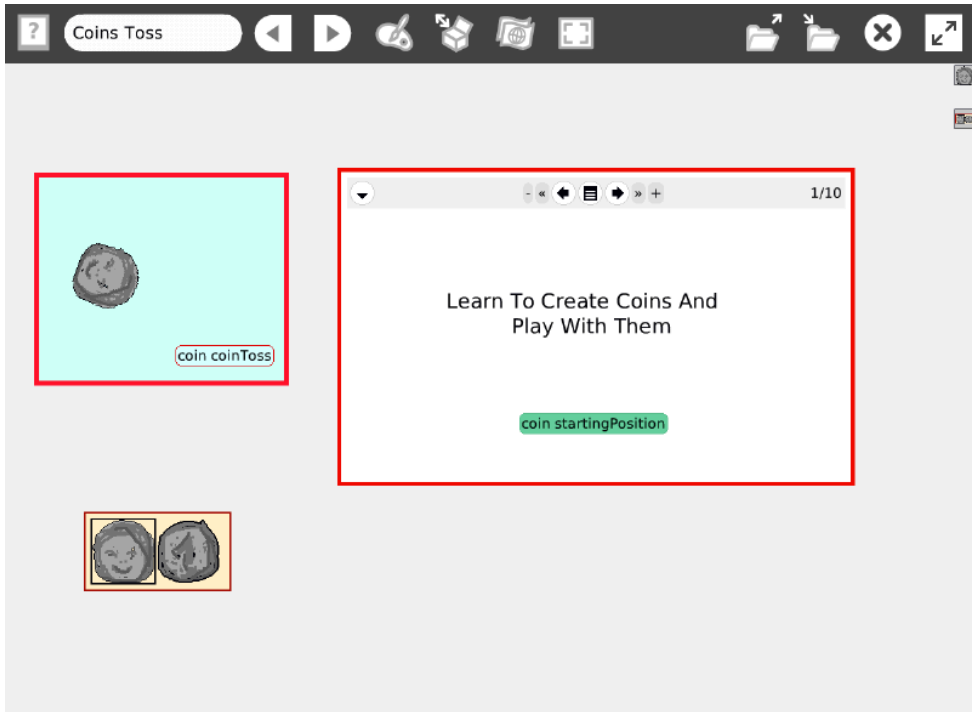 ?
Coins Toss
- « » +
1/10
Learn To Create Coins And
Play With Them
coin coinToss
coin startingPosition